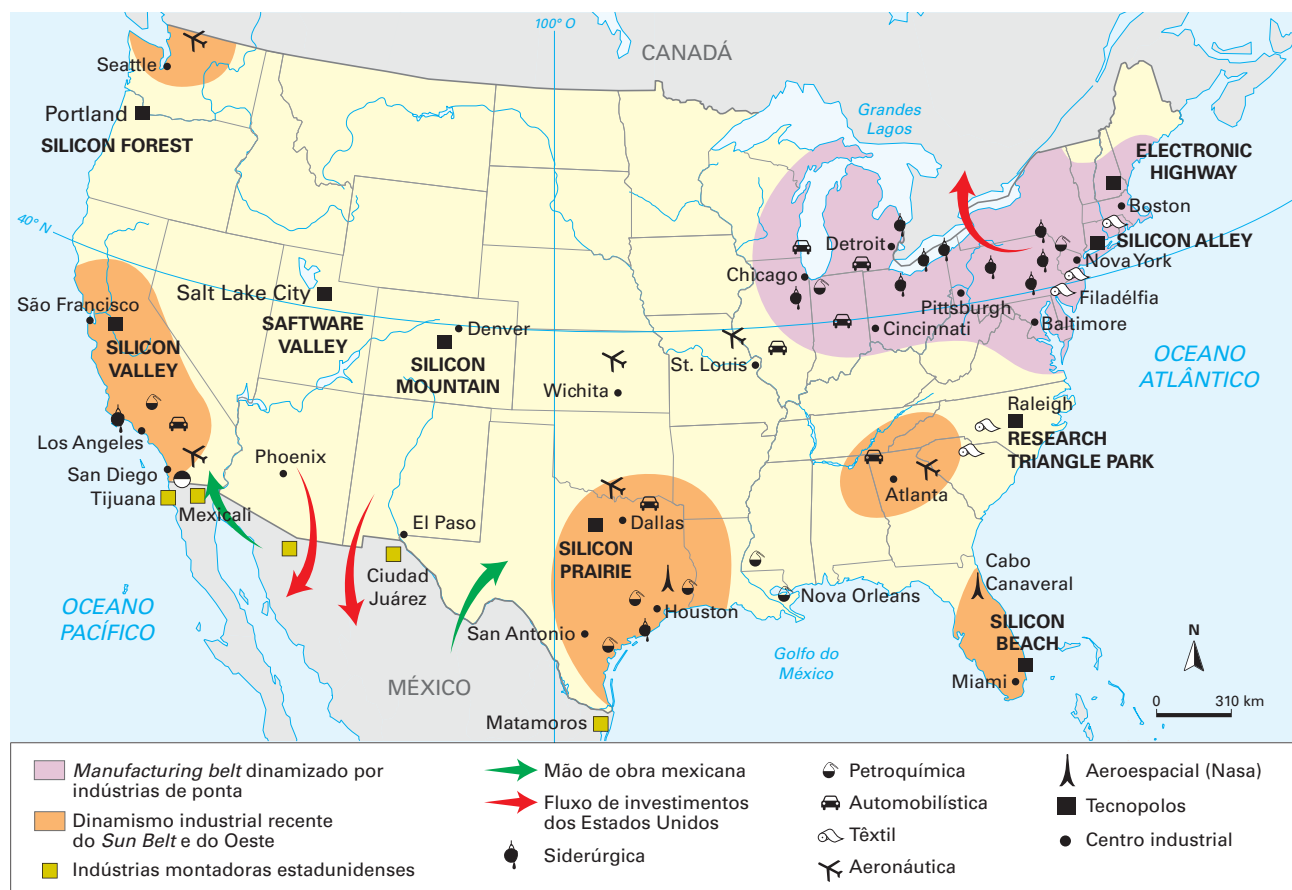 100º O
CANADÁ
Seattle
Portland
SILICON FOREST
Grandes
Lagos
ELECTRONIC
HIGHWAY
Boston
40º N
Detroit
SILICON ALLEY
Nova York
Chicago
Salt Lake City
São Francisco
Pittsburgh
Filadélfia
SAFTWARE
VALLEY
Denver
Cincinnati
Baltimore
SILICON
VALLEY
SILICON
MOUNTAIN
St. Louis
OCEANO
ATLÂNTICO
Wichita
Raleigh
Los Angeles
RESEARCH
TRIANGLE PARK
Phoenix
San Diego
Tijuana
Mexicali
Atlanta
El Paso
Dallas
SILICON
PRAIRIE
Cabo
Canaveral
Ciudad
Juárez
Nova Orleans
OCEANO
PACÍFICO
Houston
San Antonio
SILICON
BEACH
Golfo do
México
N
MÉXICO
Miami
0 310 km
Matamoros
Manufacturing belt dinamizado por
indústrias de ponta
Dinamismo industrial recente
do Sun Belt e do Oeste
Indústrias montadoras estadunidenses
Mão de obra mexicana
Fluxo de investimentos
dos Estados Unidos
Siderúrgica
Petroquímica
Automobilística
Têxtil
Aeronáutica
Aeroespacial (Nasa)
Tecnopolos
Centro industrial